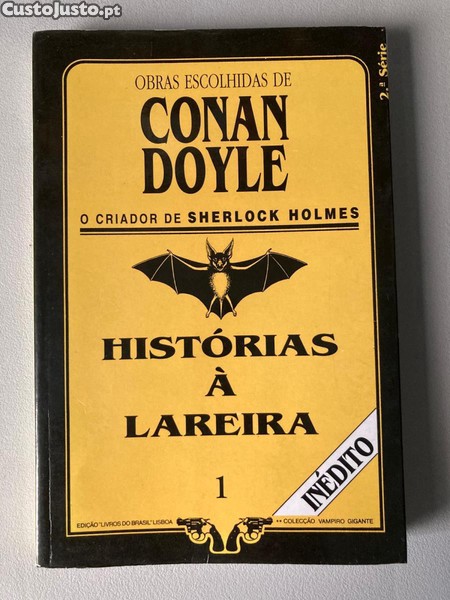 CustoJusto.pt
2.ª Série
OBRAS ESCOLHIDAS DE
CONAN
DOYLE
O CRIADOR DE SHERLOCK HOLMES
HISTÓRIAS
À
LAREIRA
INÉDITO
1
EDIÇÃO "LIVROS DO BRASIL" LISBOA
** COLECÇÃO VAMPIRO GIGANTE